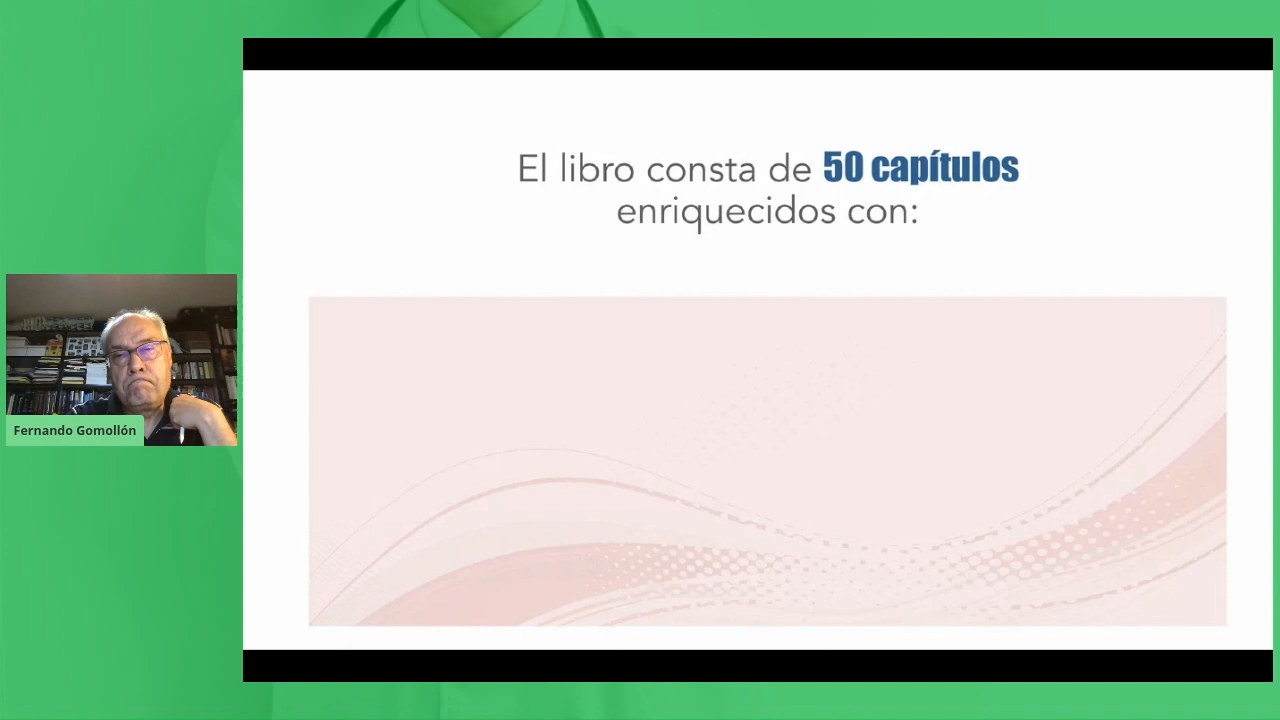 El libro consta de 50 capítulos
enriquecidos con:
Fernando Gomollón